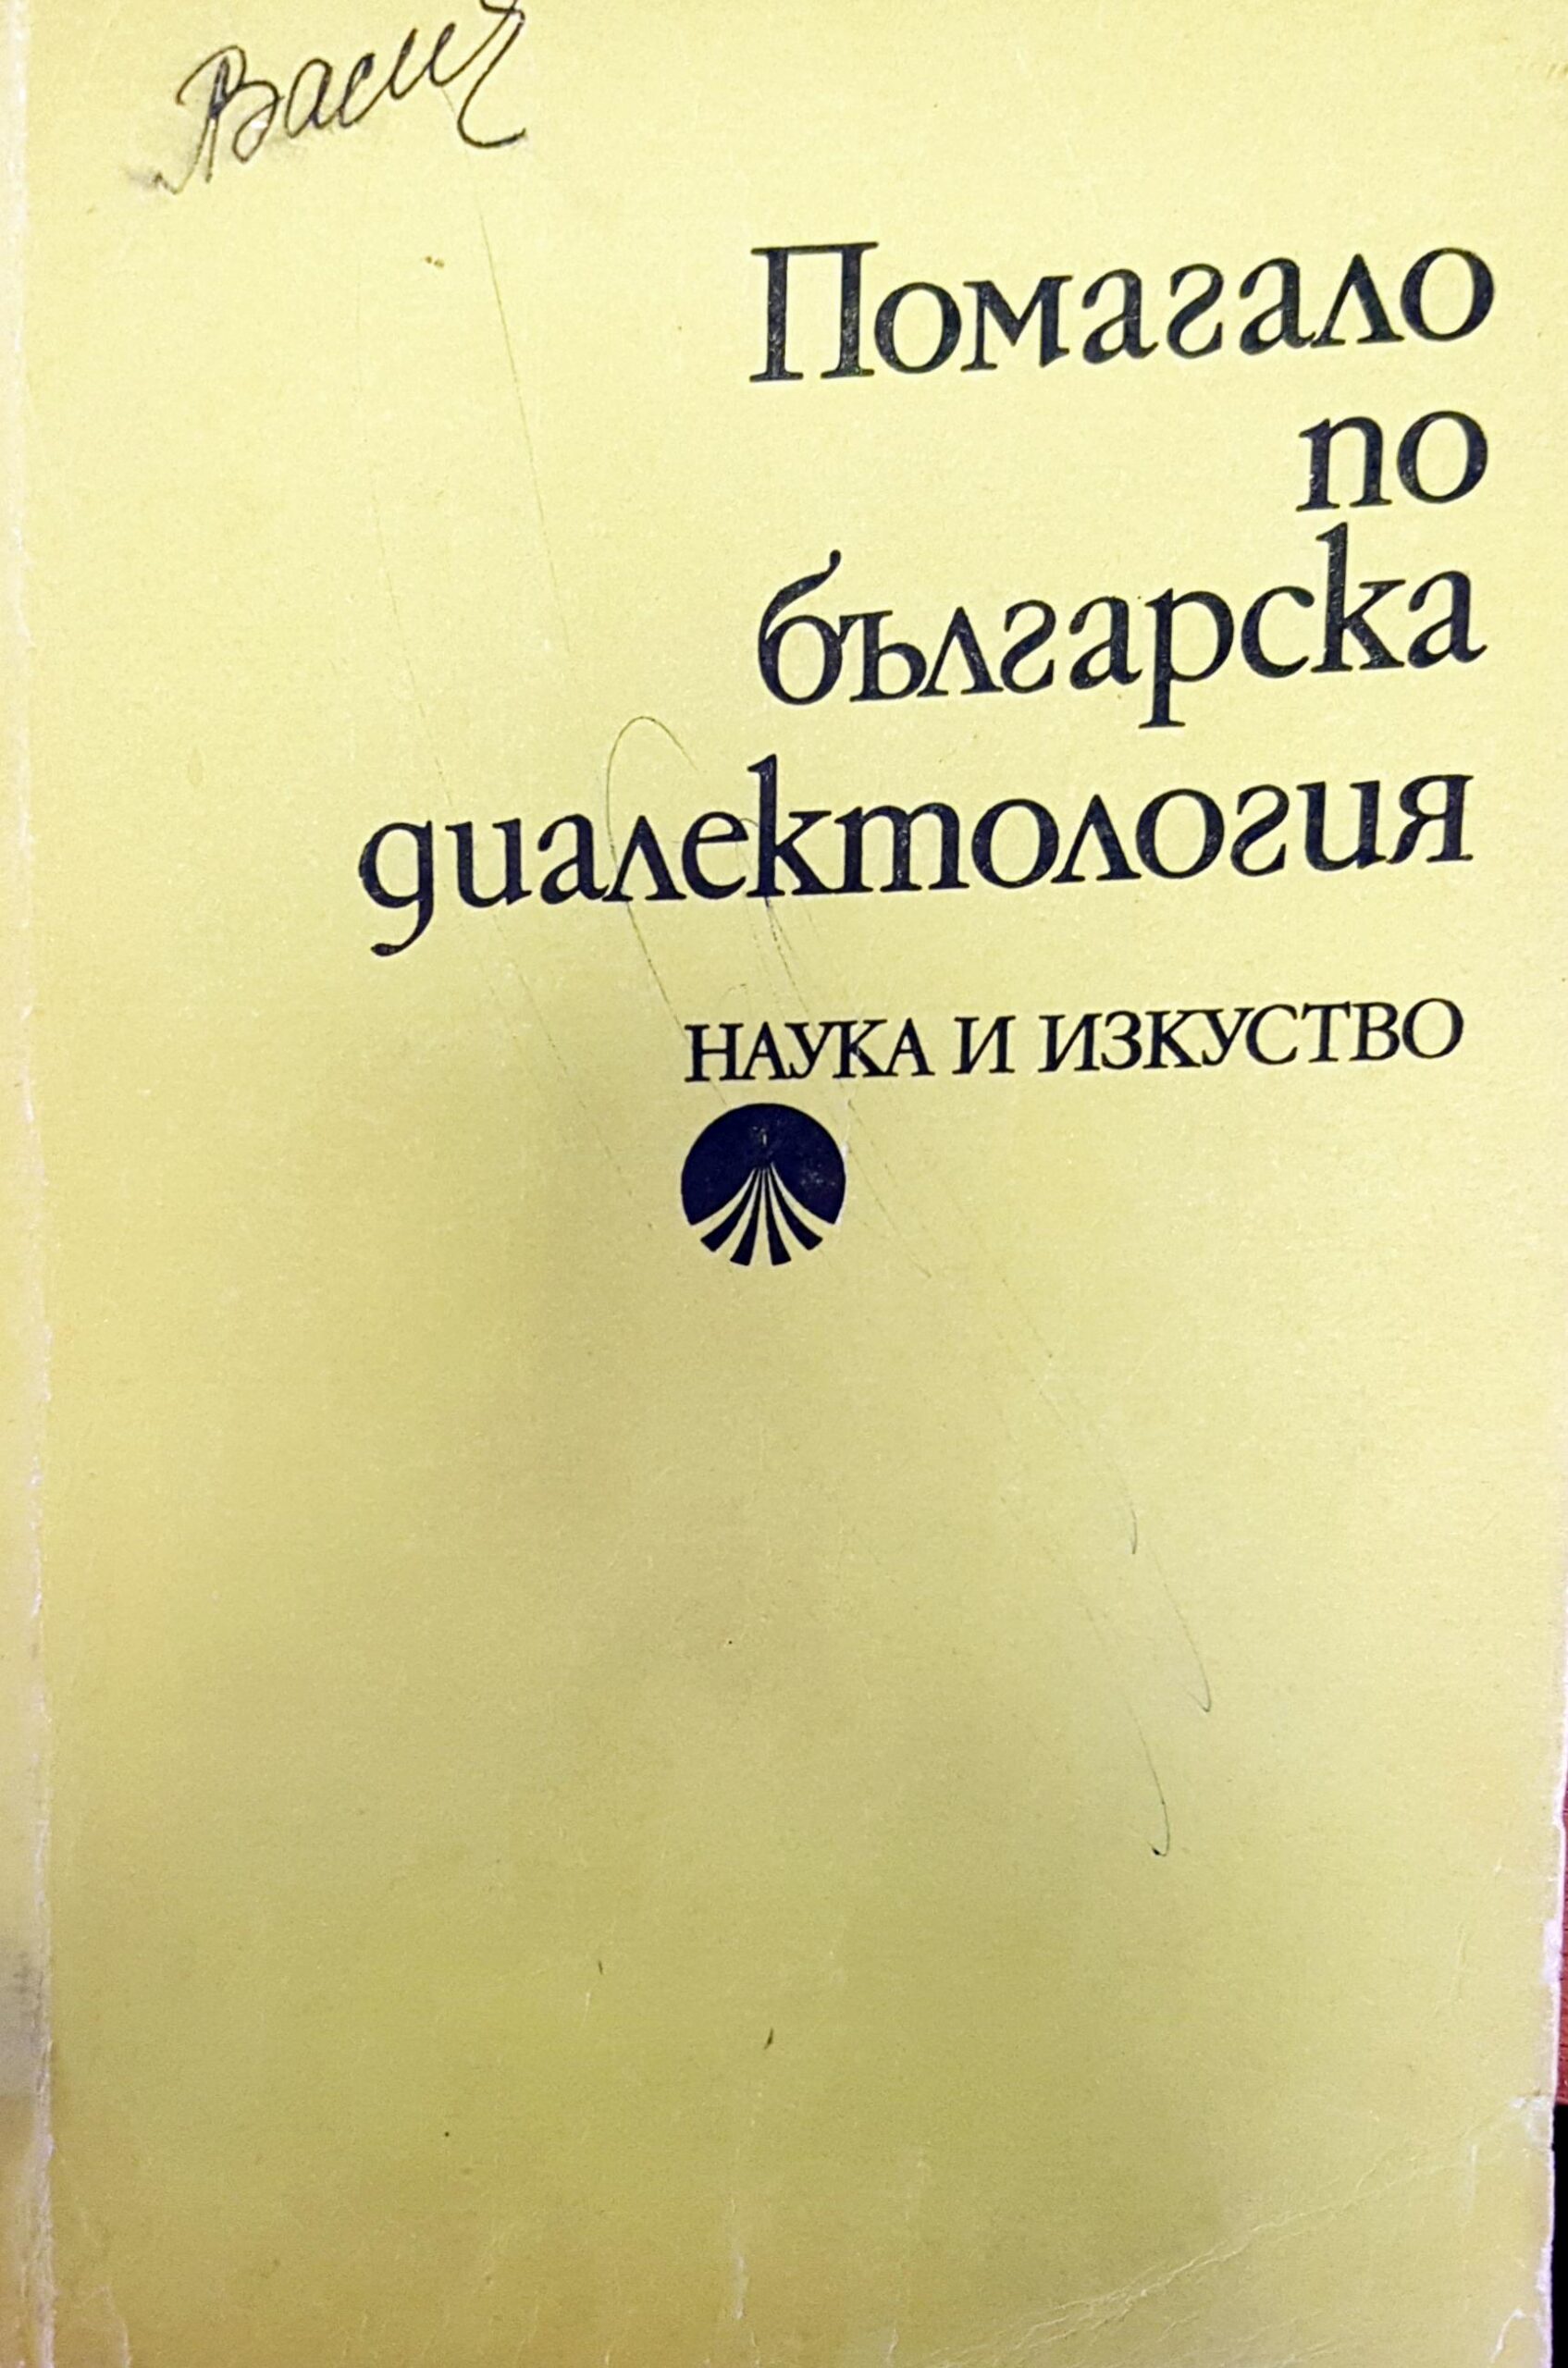 Помагало
по
българска
диалектология
НАУКА И ИЗКУСТВО